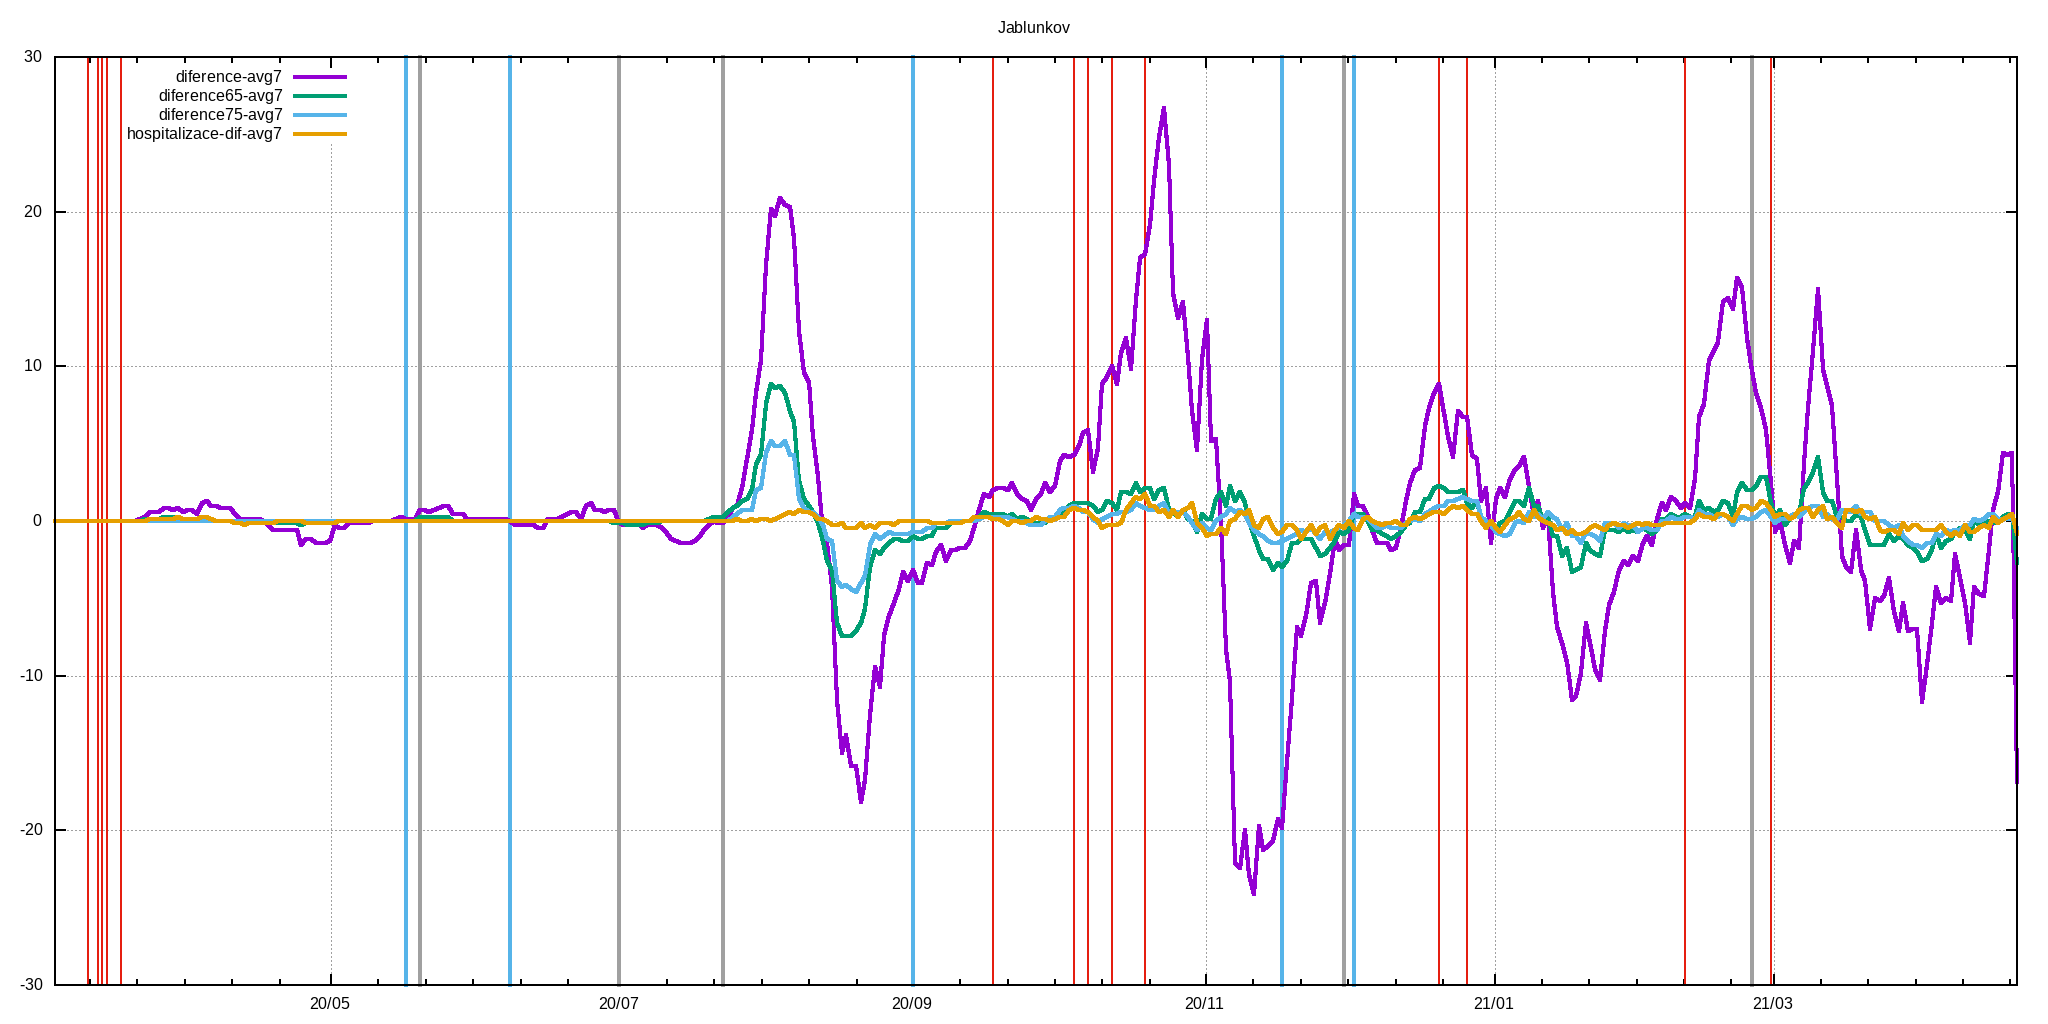 Jablunkov
30
diference-avg7
diference65-avg7
diference75-avg7
hospitalizace-dif-avg7
20
10
0
-10
-20
-30
20/05 20/07 20/09 20/11 21/01 21/03